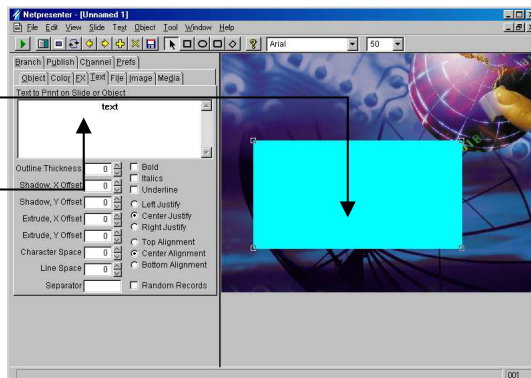 Netpresenter - [Unnamed 1]
File Edit View Slide Text Object Tool Window Help
Arial 50
Branch Publish Channel Prefs
Object Color FX Text File Image Media
Text to Print on Slide or Object
text
Outline Thickness 0 Bold
Italics
Shadow, X Offset 0 Underline
Shadow, Y Offset 0 Left Justify
Extrude, X Offset 0 Center Justify
Right Justify
Extrude, Y Offset 0 Top Alignment
Character Space 0 Center Alignment
Line Space 0 Bottom Alignment
Separator Random Records
001